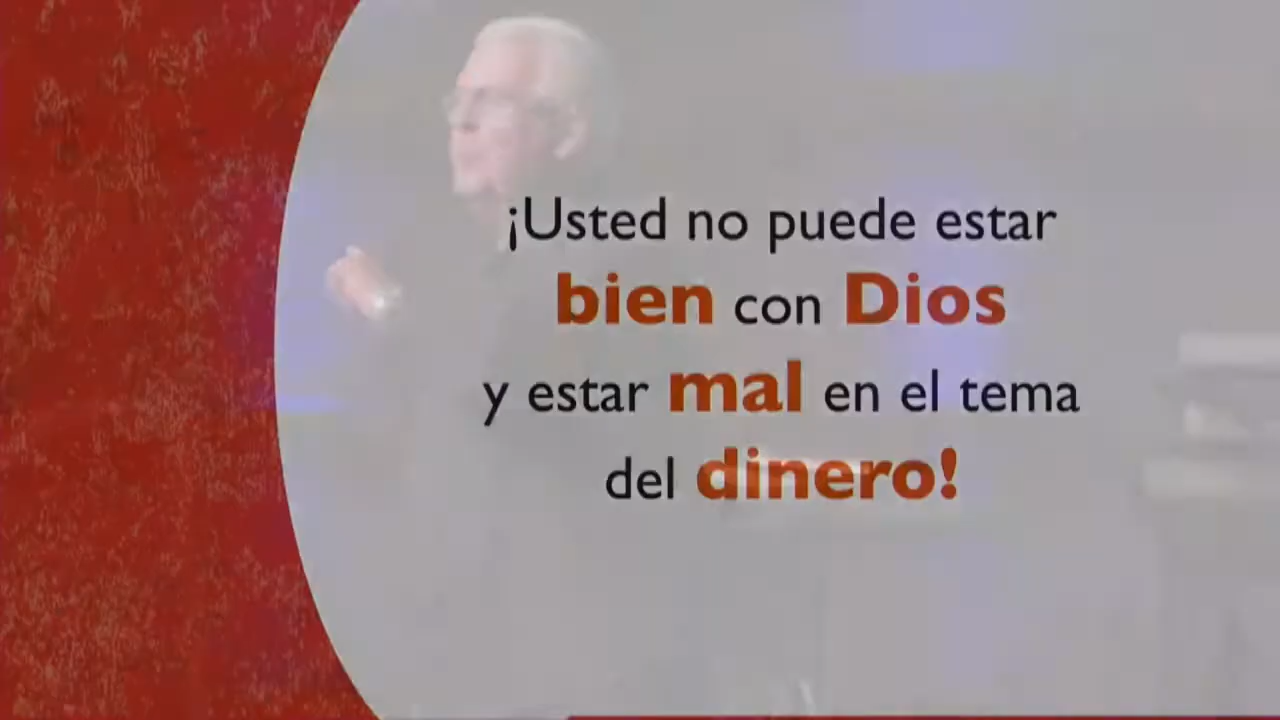 ¡Usted no puede estar
bien con Dios
y estar mal en el tema
del dinero!